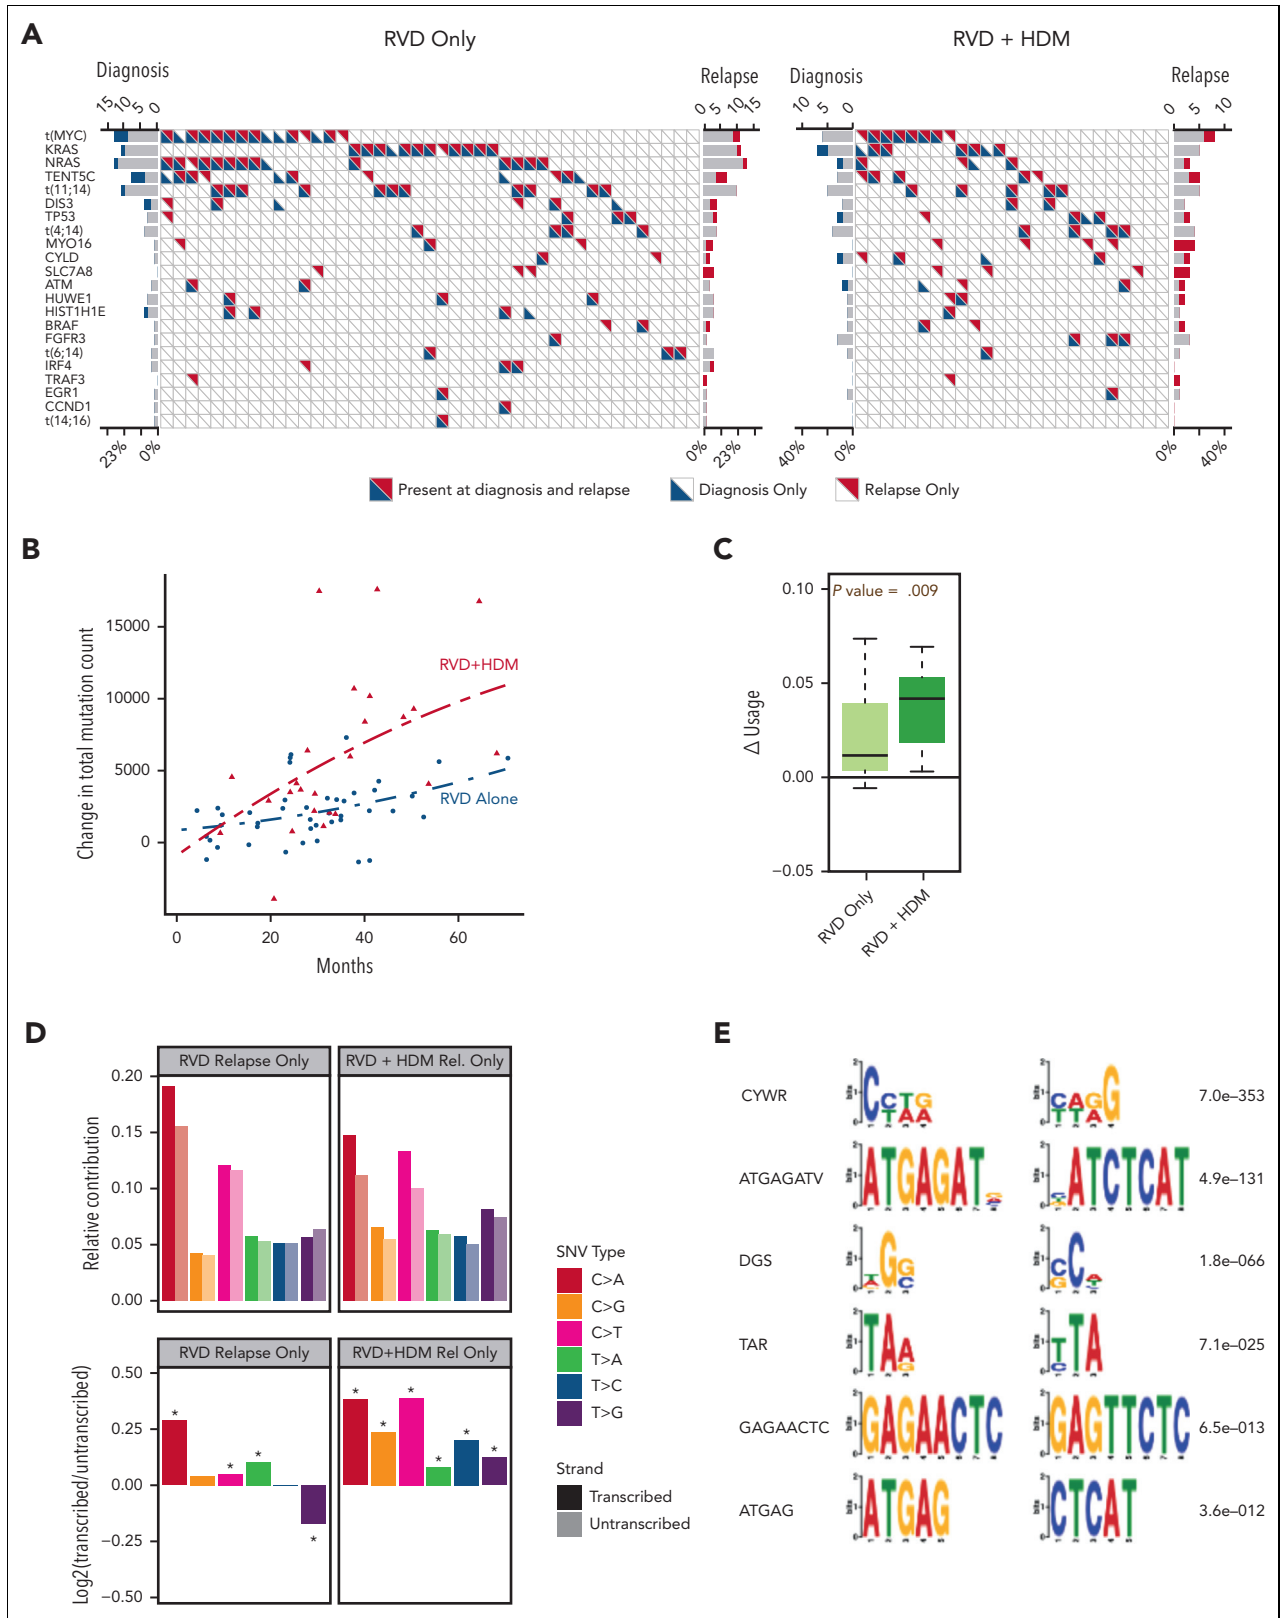 A
RVD Only
RVD + HDM
Diagnosis
Relapse
Diagnosis
Relapse
15 10 5 0
0 5 10 15
10 5 0
0 5 10
t(MYC)
KRAS
NRAS
TENT5C
t(11;14)
DIS3
TP53
t(4;14)
MYO16
CYLD
SLC7A8
ATM
HUWE1
HIST1H1E
BRAF
FGFR3
t(6;14)
IRF4
TRAF3
EGR1
CCND1
t(14;16)
23% 0%
0% 23%
40% 0%
0% 40%
Present at diagnosis and relapse
Diagnosis Only
Relapse Only
B
Change in total mutation count
15000
10000
5000
0
RVD+HDM
RVD Alone
0 20 40 60
Months
C
P value = .009
Δ Usage
0.10
0.05
0.00
−0.05
RVD Only
RVD + HDM
D
RVD Relapse Only
RVD + HDM Rel. Only
Relative contribution
0.20
0.15
0.10
0.05
0.00
RVD Relapse Only
RVD+HDM Rel Only
Log2(transcribed/untranscribed)
0.50
0.25
0.00
−0.25
−0.50
* * * *
* * * * * *
SNV Type
C>A
C>G
C>T
T>A
T>C
T>G
Strand
Transcribed
Untranscribed
E
CYWR
7.0e−353
ATGAGATV
ATGAGAT
ATCTCAT
4.9e−131
DGS
1.8e−066
TAR
7.1e−025
GAGAACTC
GAGAACTC
GAGTTCTC
6.5e−013
ATGAG
ATGAG
CTCAT
3.6e−012